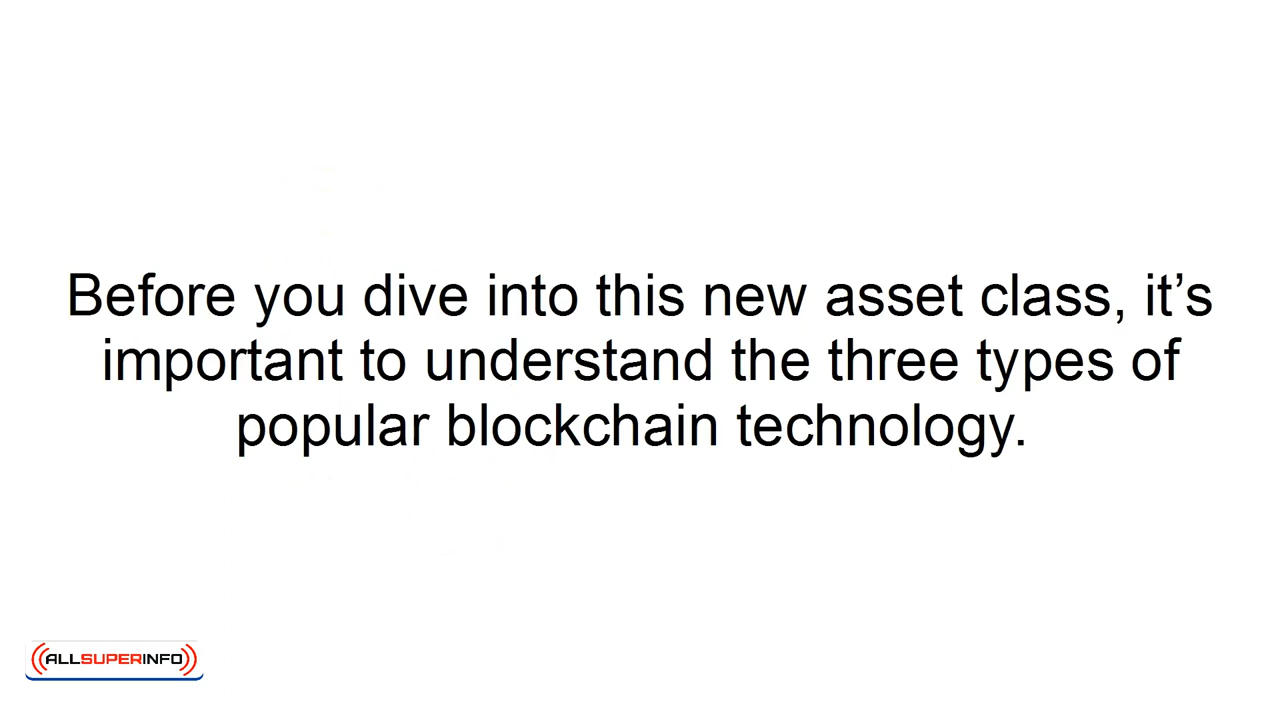 Before you dive into this new asset class, it’s
important to understand the three types of
popular blockchain technology.
ALLSUPERINFO